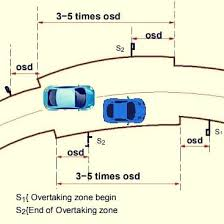 3–5 times osd
S2
osd
osd
osd
S2
S1
3–5 times osd
S1{ Overtaking zone begin
S2{End of Overtaking zone